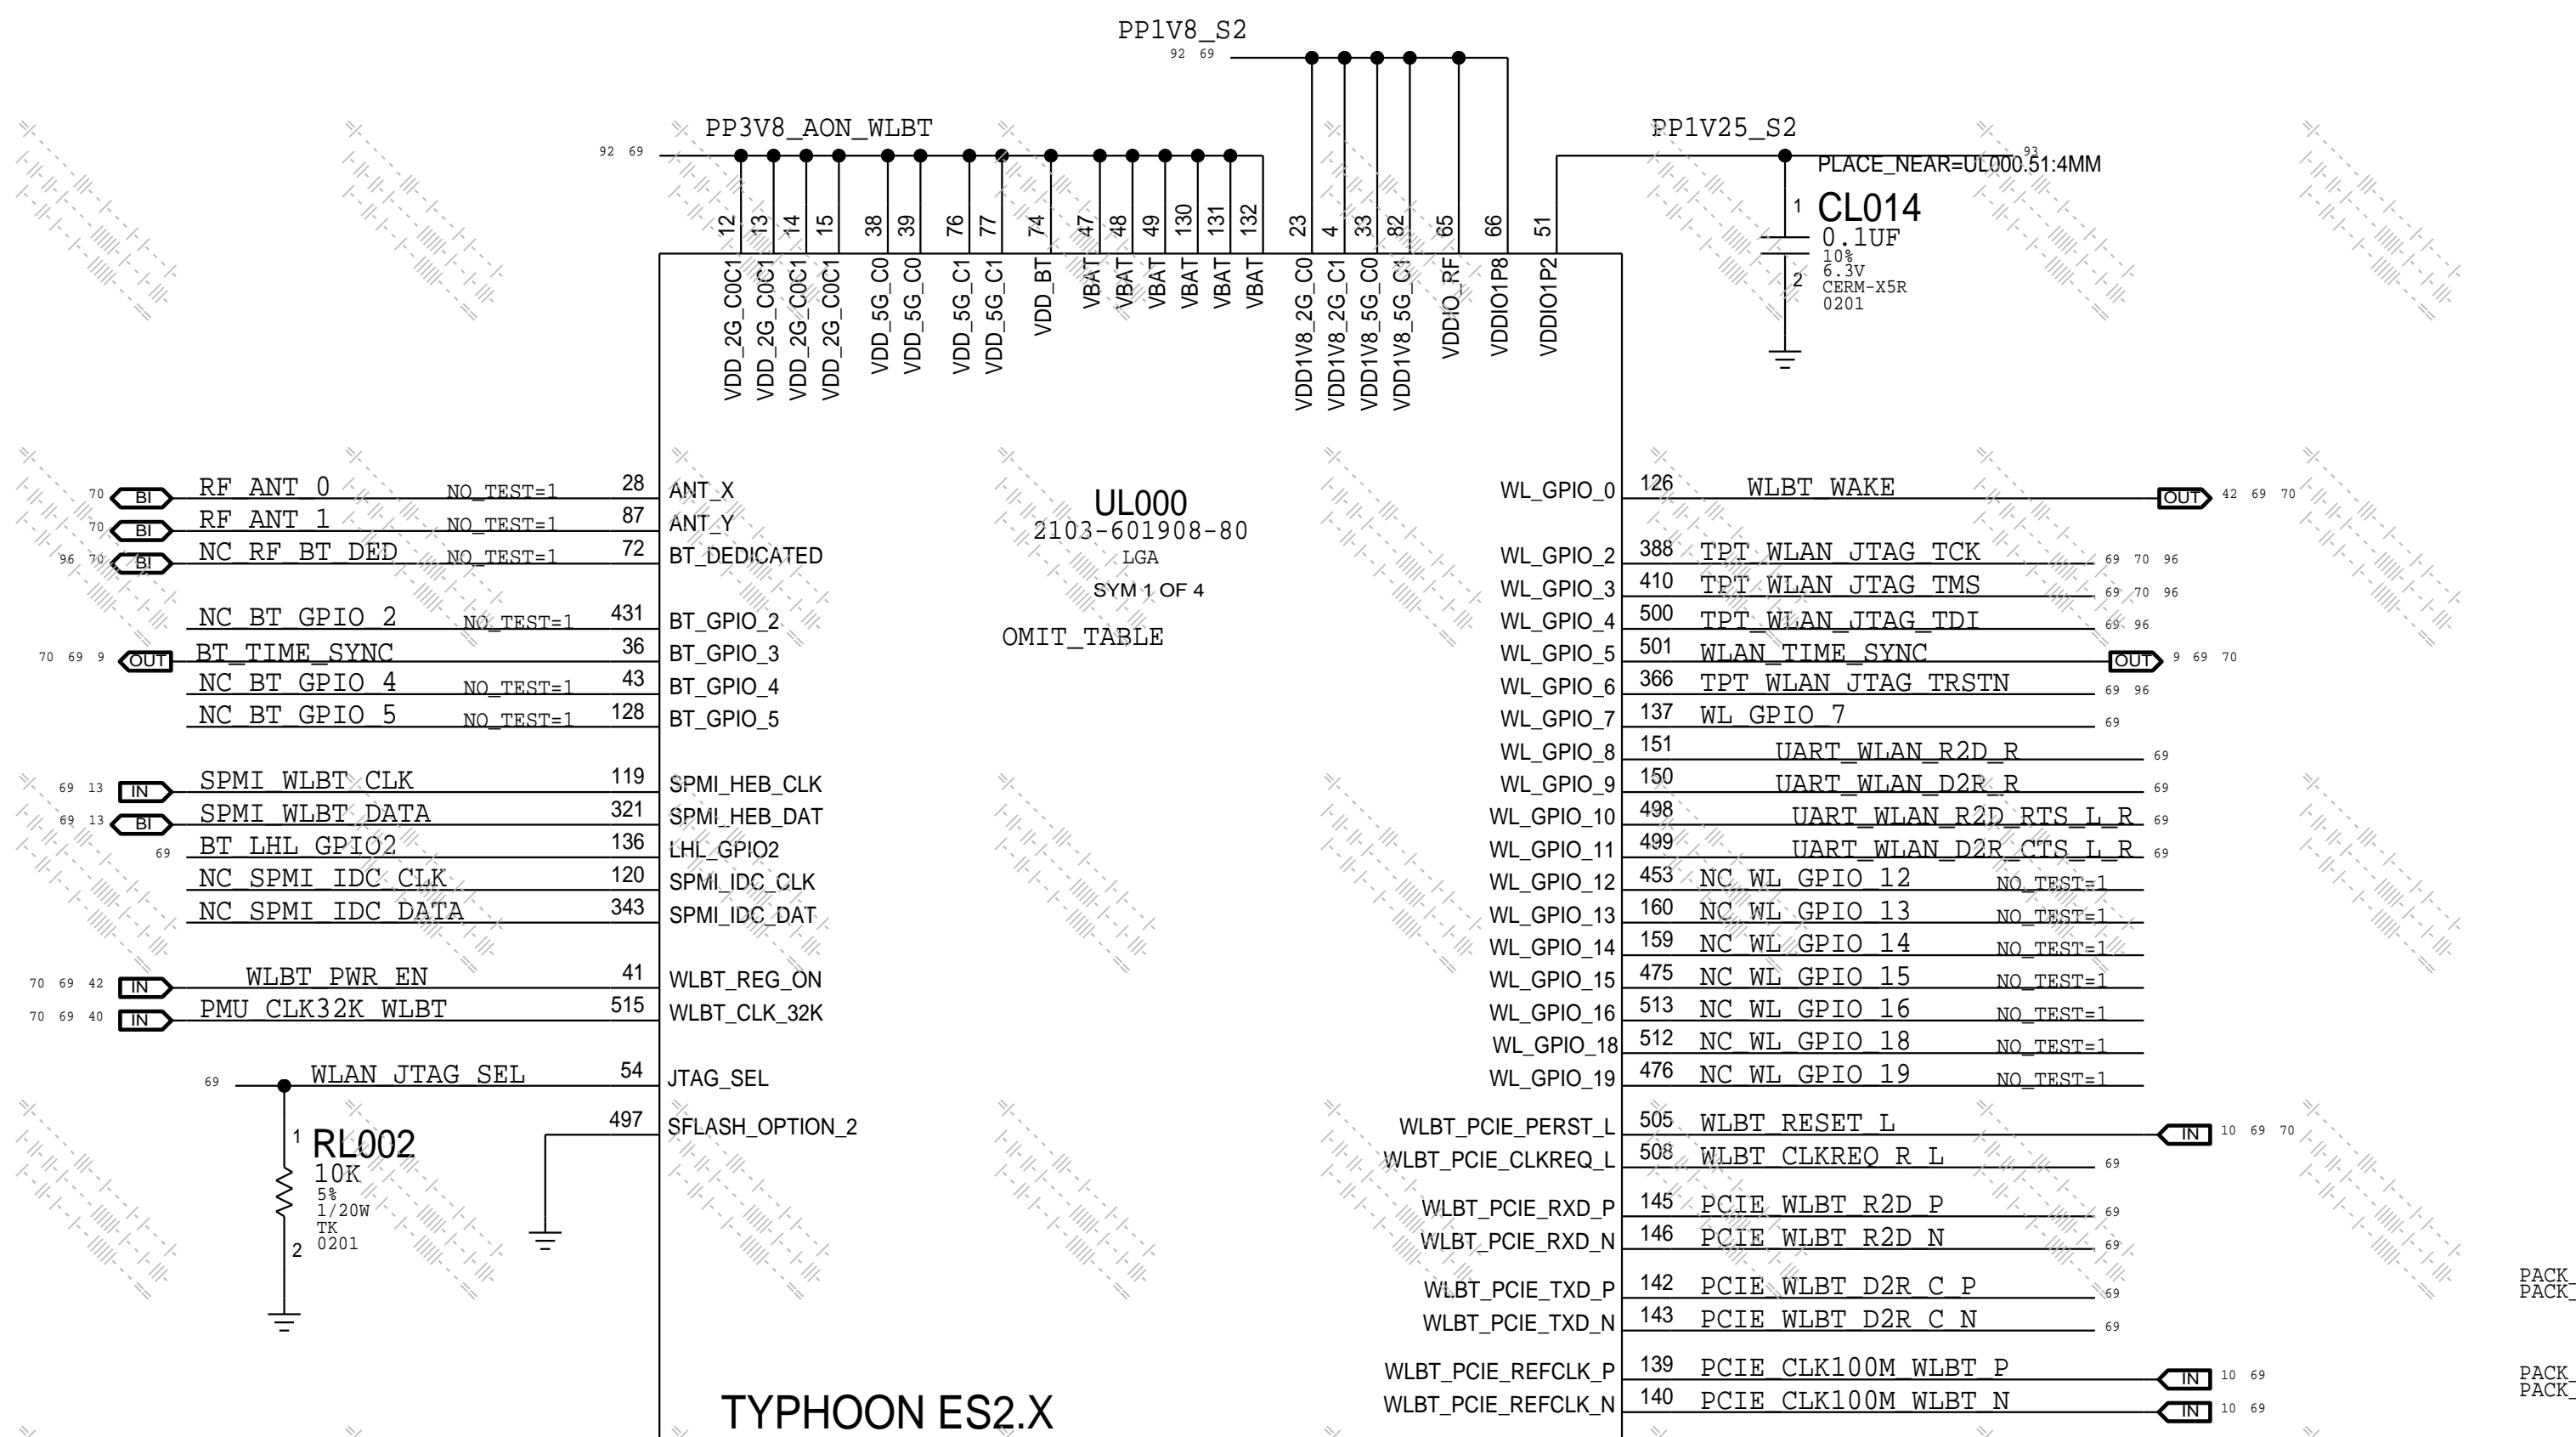 PP1V8_S2
92 69
PP3V8_AON_WLBT
92 69
PP1V25_S2
93
PLACE_NEAR=UL000.51:4MM
1 CL014
0.1UF
10%
6.3V
2 CERM-X5R
0201
12 13 14 15 38 39 76 77 74 47 48 49 130 131 132 23 4 33 82 65 66 51
VDD_2G_C0C1
VDD_2G_C0C1
VDD_2G_C0C1
VDD_2G_C0C1
VDD_5G_C0
VDD_5G_C0
VDD_5G_C1
VDD_5G_C1
VDD_BT
VBAT
VBAT
VBAT
VBAT
VBAT
VBAT
VDD1V8_2G_C0
VDD1V8_2G_C1
VDD1V8_5G_C0
VDD1V8_5G_C1
VDDIO_RF
VDDIO1P8
VDDIO1P2
UL000
2103-601908-80
LGA
SYM 1 OF 4
OMIT_TABLE
70 BI RF_ANT_0 NO_TEST=1 28 ANT_X
70 BI RF_ANT_1 NO_TEST=1 87 ANT_Y
96 70 BI NC_RF_BT_DED NO_TEST=1 72 BT_DEDICATED
NC_BT_GPIO_2 NO_TEST=1 431 BT_GPIO_2
70 69 9 OUT BT_TIME_SYNC 36 BT_GPIO_3
NC_BT_GPIO_4 NO_TEST=1 43 BT_GPIO_4
NC_BT_GPIO_5 NO_TEST=1 128 BT_GPIO_5
69 13 IN SPMI_WLBT_CLK 119 SPMI_HEB_CLK
69 13 BI SPMI_WLBT_DATA 321 SPMI_HEB_DAT
69 BT_LHL_GPIO2 136 LHL_GPIO2
NC_SPMI_IDC_CLK 120 SPMI_IDC_CLK
NC_SPMI_IDC_DATA 343 SPMI_IDC_DAT
70 69 42 IN WLBT_PWR_EN 41 WLBT_REG_ON
70 69 40 IN PMU_CLK32K_WLBT 515 WLBT_CLK_32K
69 WLAN_JTAG_SEL 54 JTAG_SEL
497 SFLASH_OPTION_2
1 RL002
10K
5%
1/20W
TK
2 0201
WL_GPIO_0 126 WLBT_WAKE OUT 42 69 70
WL_GPIO_2 388 TPT_WLAN_JTAG_TCK 69 70 96
WL_GPIO_3 410 TPT_WLAN_JTAG_TMS 69 70 96
WL_GPIO_4 500 TPT_WLAN_JTAG_TDI 69 96
WL_GPIO_5 501 WLAN_TIME_SYNC OUT 9 69 70
WL_GPIO_6 366 TPT_WLAN_JTAG_TRSTN 69 96
WL_GPIO_7 137 WL_GPIO_7 69
WL_GPIO_8 151 UART_WLAN_R2D_R 69
WL_GPIO_9 150 UART_WLAN_D2R_R 69
WL_GPIO_10 498 UART_WLAN_R2D_RTS_L_R 69
WL_GPIO_11 499 UART_WLAN_D2R_CTS_L_R 69
WL_GPIO_12 453 NC_WL_GPIO_12 NO_TEST=1
WL_GPIO_13 160 NC_WL_GPIO_13 NO_TEST=1
WL_GPIO_14 159 NC_WL_GPIO_14 NO_TEST=1
WL_GPIO_15 475 NC_WL_GPIO_15 NO_TEST=1
WL_GPIO_16 513 NC_WL_GPIO_16 NO_TEST=1
WL_GPIO_18 512 NC_WL_GPIO_18 NO_TEST=1
WL_GPIO_19 476 NC_WL_GPIO_19 NO_TEST=1
WLBT_PCIE_PERST_L 505 WLBT_RESET_L IN 10 69 70
WLBT_PCIE_CLKREQ_L 508 WLBT_CLKREQ_R_L 69
WLBT_PCIE_RXD_P 145 PCIE_WLBT_R2D_P 69
WLBT_PCIE_RXD_N 146 PCIE_WLBT_R2D_N 69
WLBT_PCIE_TXD_P 142 PCIE_WLBT_D2R_C_P 69
WLBT_PCIE_TXD_N 143 PCIE_WLBT_D2R_C_N 69
WLBT_PCIE_REFCLK_P 139 PCIE_CLK100M_WLBT_P IN 10 69
WLBT_PCIE_REFCLK_N 140 PCIE_CLK100M_WLBT_N IN 10 69
PACK_
PACK_
PACK_
PACK_
TYPHOON ES2.X